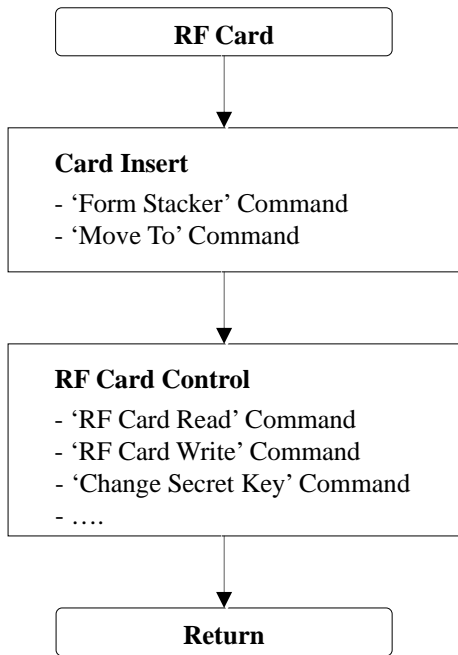 RF Card
Card Insert
- ‘Form Stacker’ Command
- ‘Move To’ Command
RF Card Control
- ‘RF Card Read’ Command
- ‘RF Card Write’ Command
- ‘Change Secret Key’ Command
- ….
Return